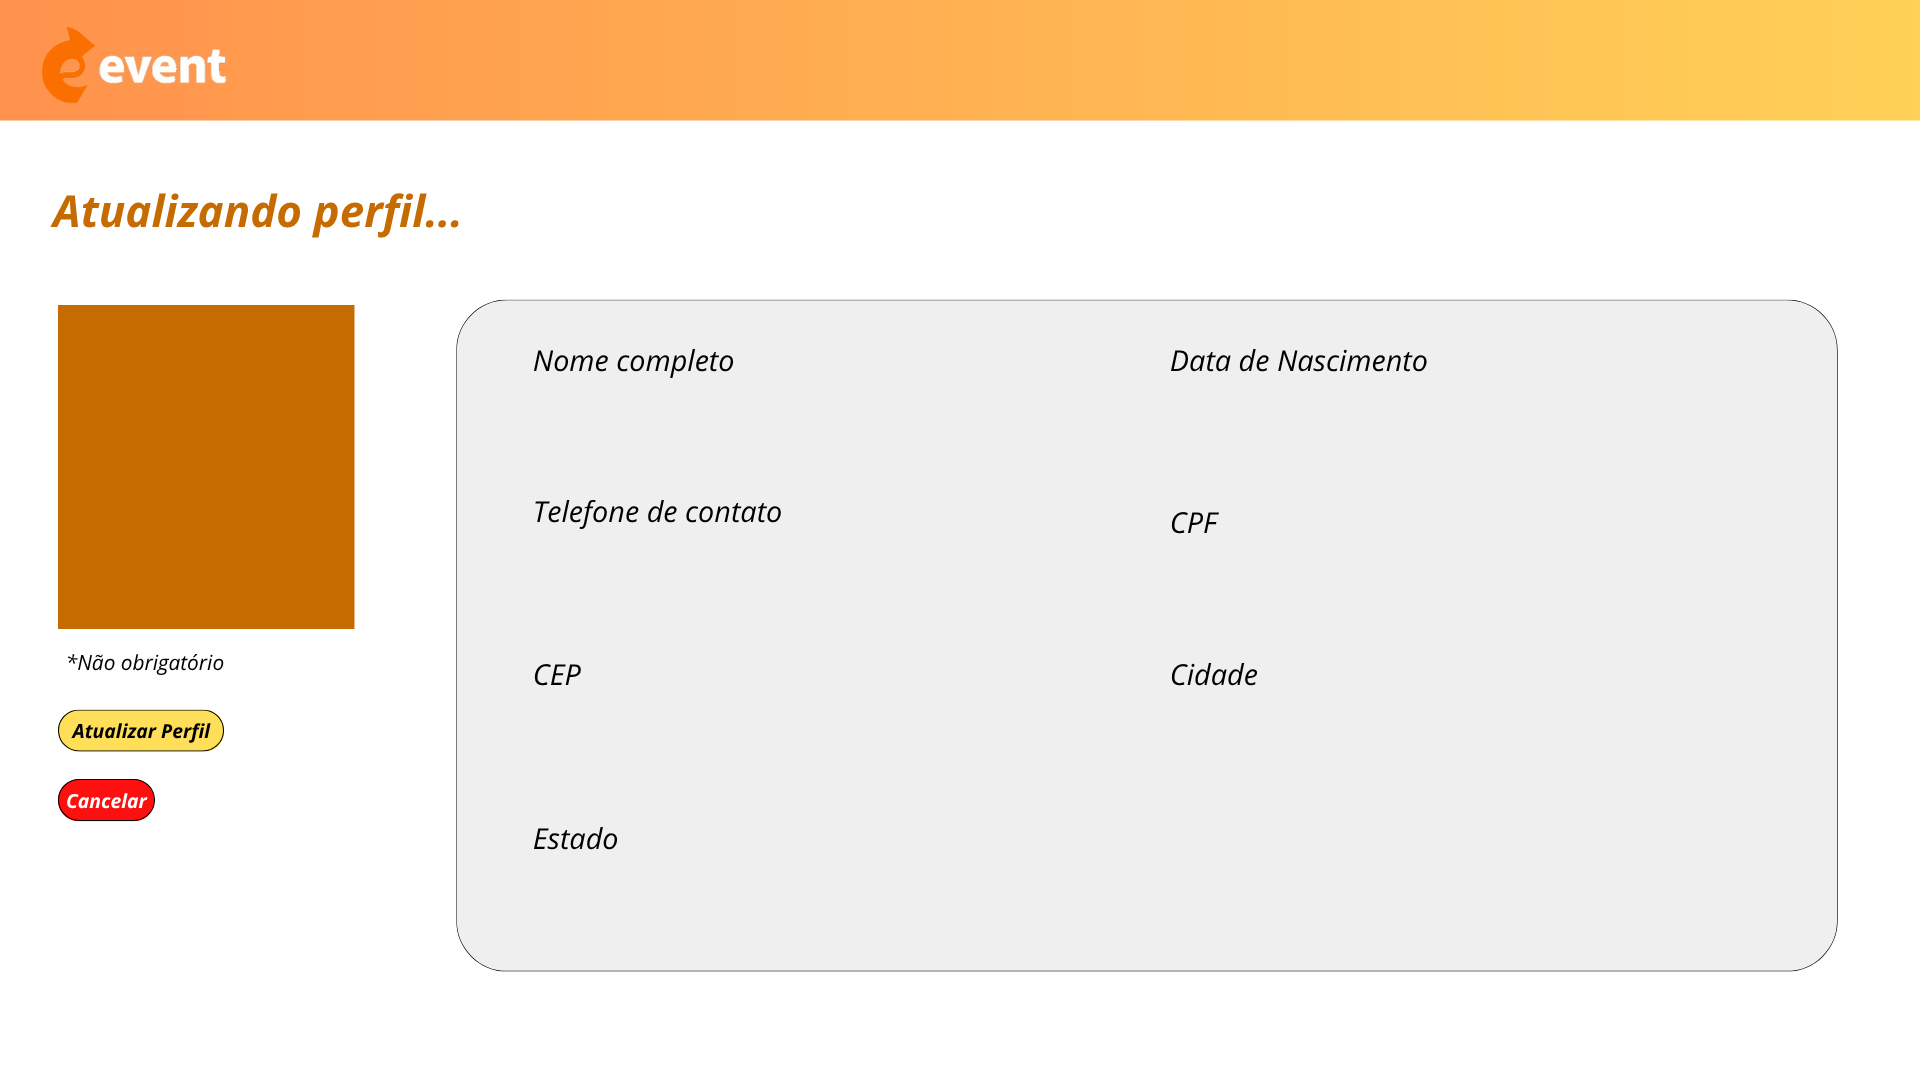 event
Atualizando perfil...
Nome completo
Data de Nascimento
Telefone de contato
CPF
CEP
Cidade
Estado
*Não obrigatório
Atualizar Perfil
Cancelar